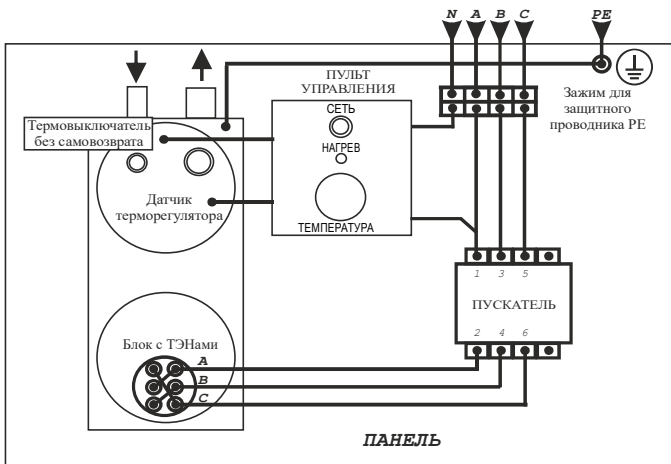 N A B C PE
ПУЛЬТ
УПРАВЛЕНИЯ
Зажим для
защитного
проводника PE
СЕТЬ
НАГРЕВ
ТЕМПЕРАТУРА
Термовыключатель
без самовозврата
Датчик
терморегулятора
1 3 5
ПУСКАТЕЛЬ
2 4 6
Блок с ТЭНами
A
B
C
ПАНЕЛЬ